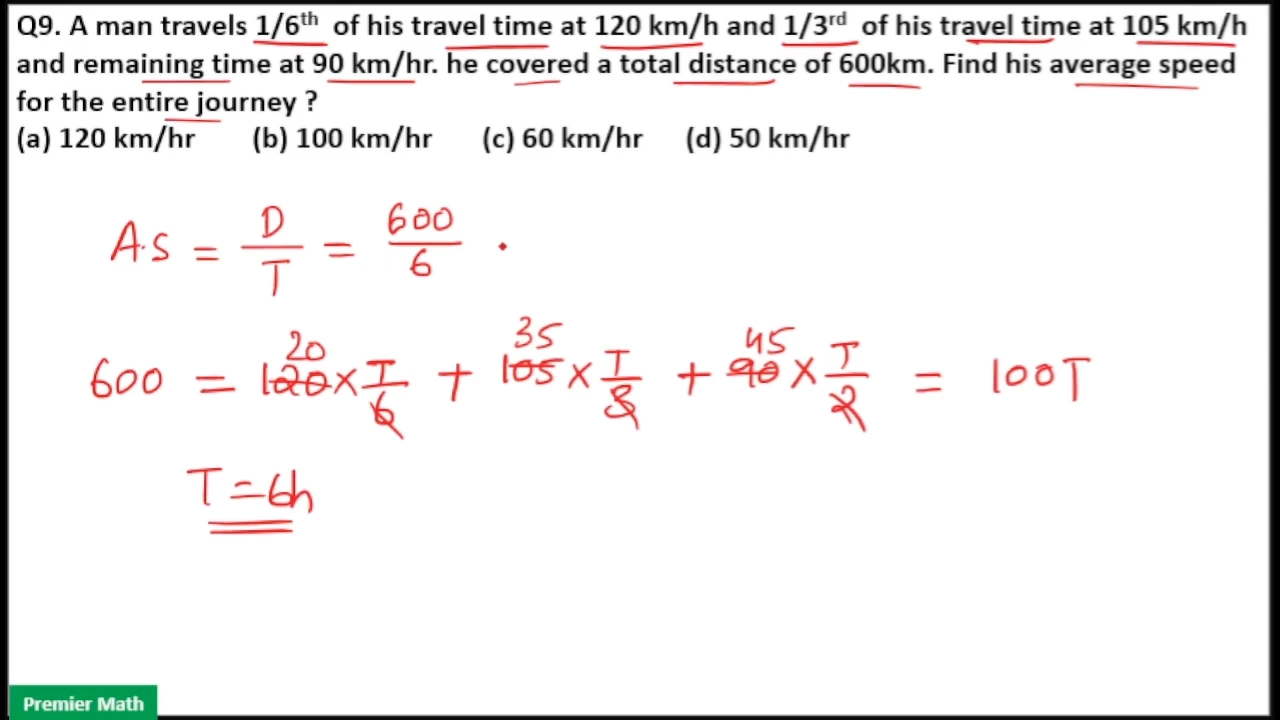 Q9. A man travels 1/6th of his travel time at 120 km/h and 1/3rd of his travel time at 105 km/h
and remaining time at 90 km/hr. he covered a total distance of 600km. Find his average speed
for the entire journey ?
(a) 120 km/hr (b) 100 km/hr (c) 60 km/hr (d) 50 km/hr
A.S = D/T = 600/6
20 35 45
600 = 120 × T/6 + 105 × T/3 + 90 × T/2 = 100T
T = 6h
Premier Math